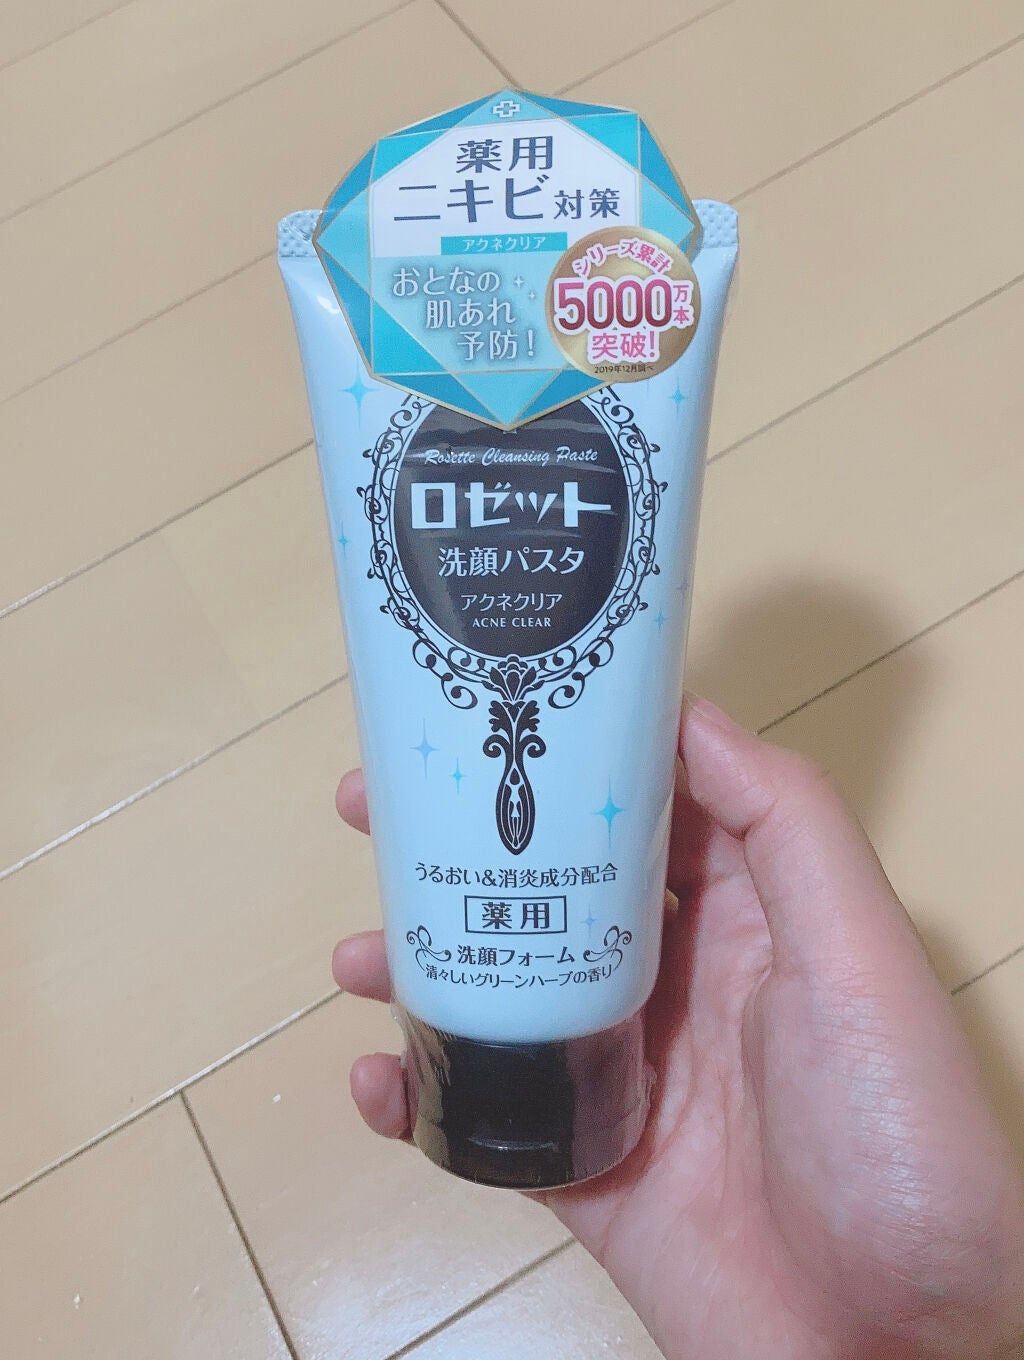 薬用
ニキビ対策
アクネクリア
おとなの
肌あれ
予防!
シリーズ累計
5000万本
突破!
2019年12月調べ
Rosette Cleansing Paste
ロゼット
洗顔パスタ
アクネクリア
ACNE CLEAR
うるおい&消炎成分配合
薬用
洗顔フォーム
清々しいグリーンハーブの香り